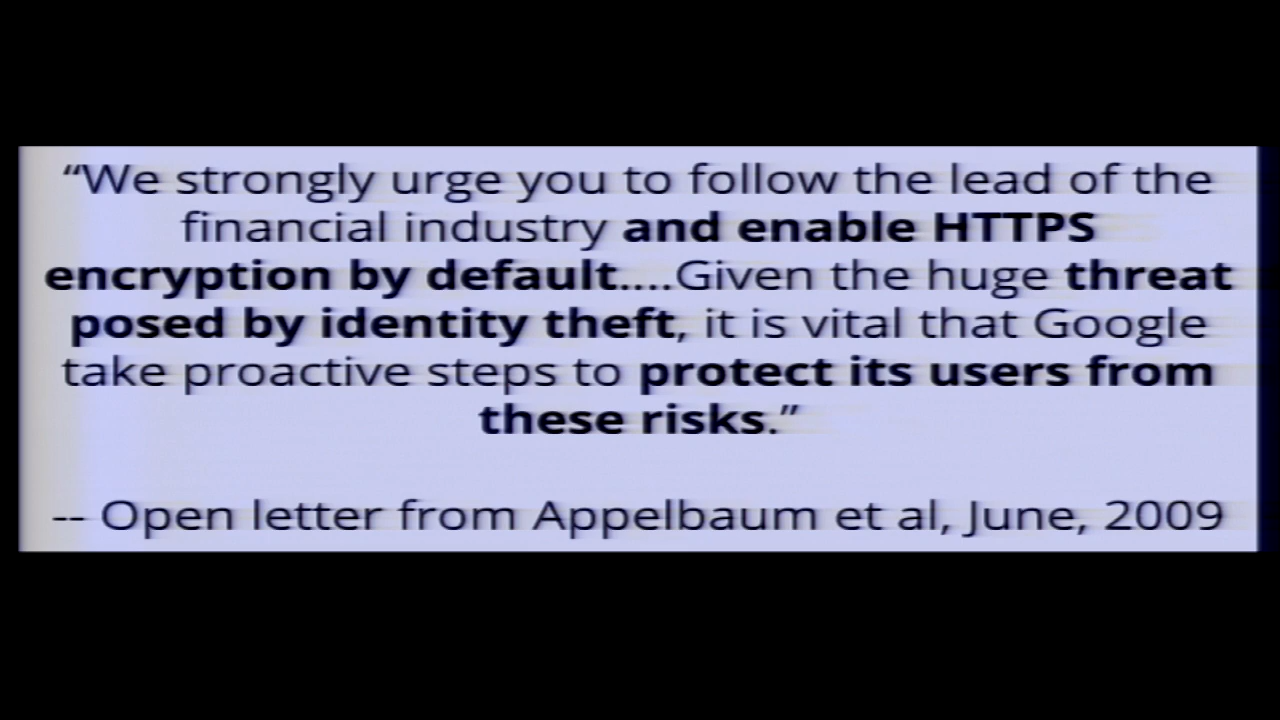 “We strongly urge you to follow the lead of the
financial industry and enable HTTPS
encryption by default....Given the huge threat
posed by identity theft, it is vital that Google
take proactive steps to protect its users from
these risks.”
-- Open letter from Appelbaum et al, June, 2009